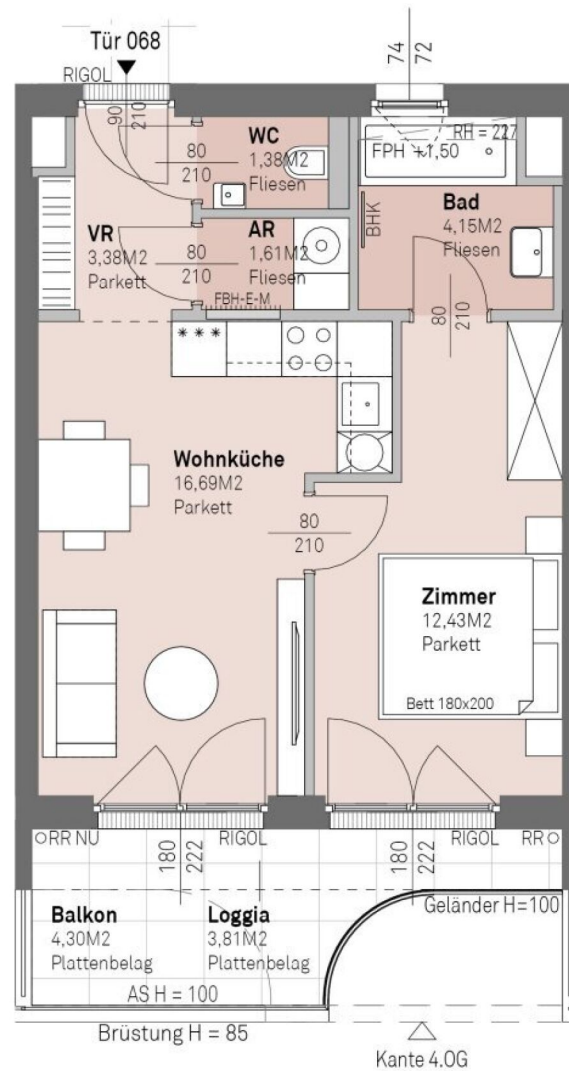 Tür 068
RIGOL
90
210
74
72
80
210
WC
1,38M2
Fliesen
RH = 227
FPH +1,50
BHK
Bad
4,15M2
Fliesen
VR
3,38M2
Parkett
80
210
AR
1,61M2
Fliesen
FBH-E-M
80
210
***
Wohnküche
16,69M2
Parkett
80
210
Zimmer
12,43M2
Parkett
Bett 180x200
RR NU
180
222
RIGOL
180
222
RIGOL
RR
Balkon
4,30M2
Plattenbelag
Loggia
3,81M2
Plattenbelag
Geländer H=100
AS H = 100
Brüstung H = 85
Kante 4.OG